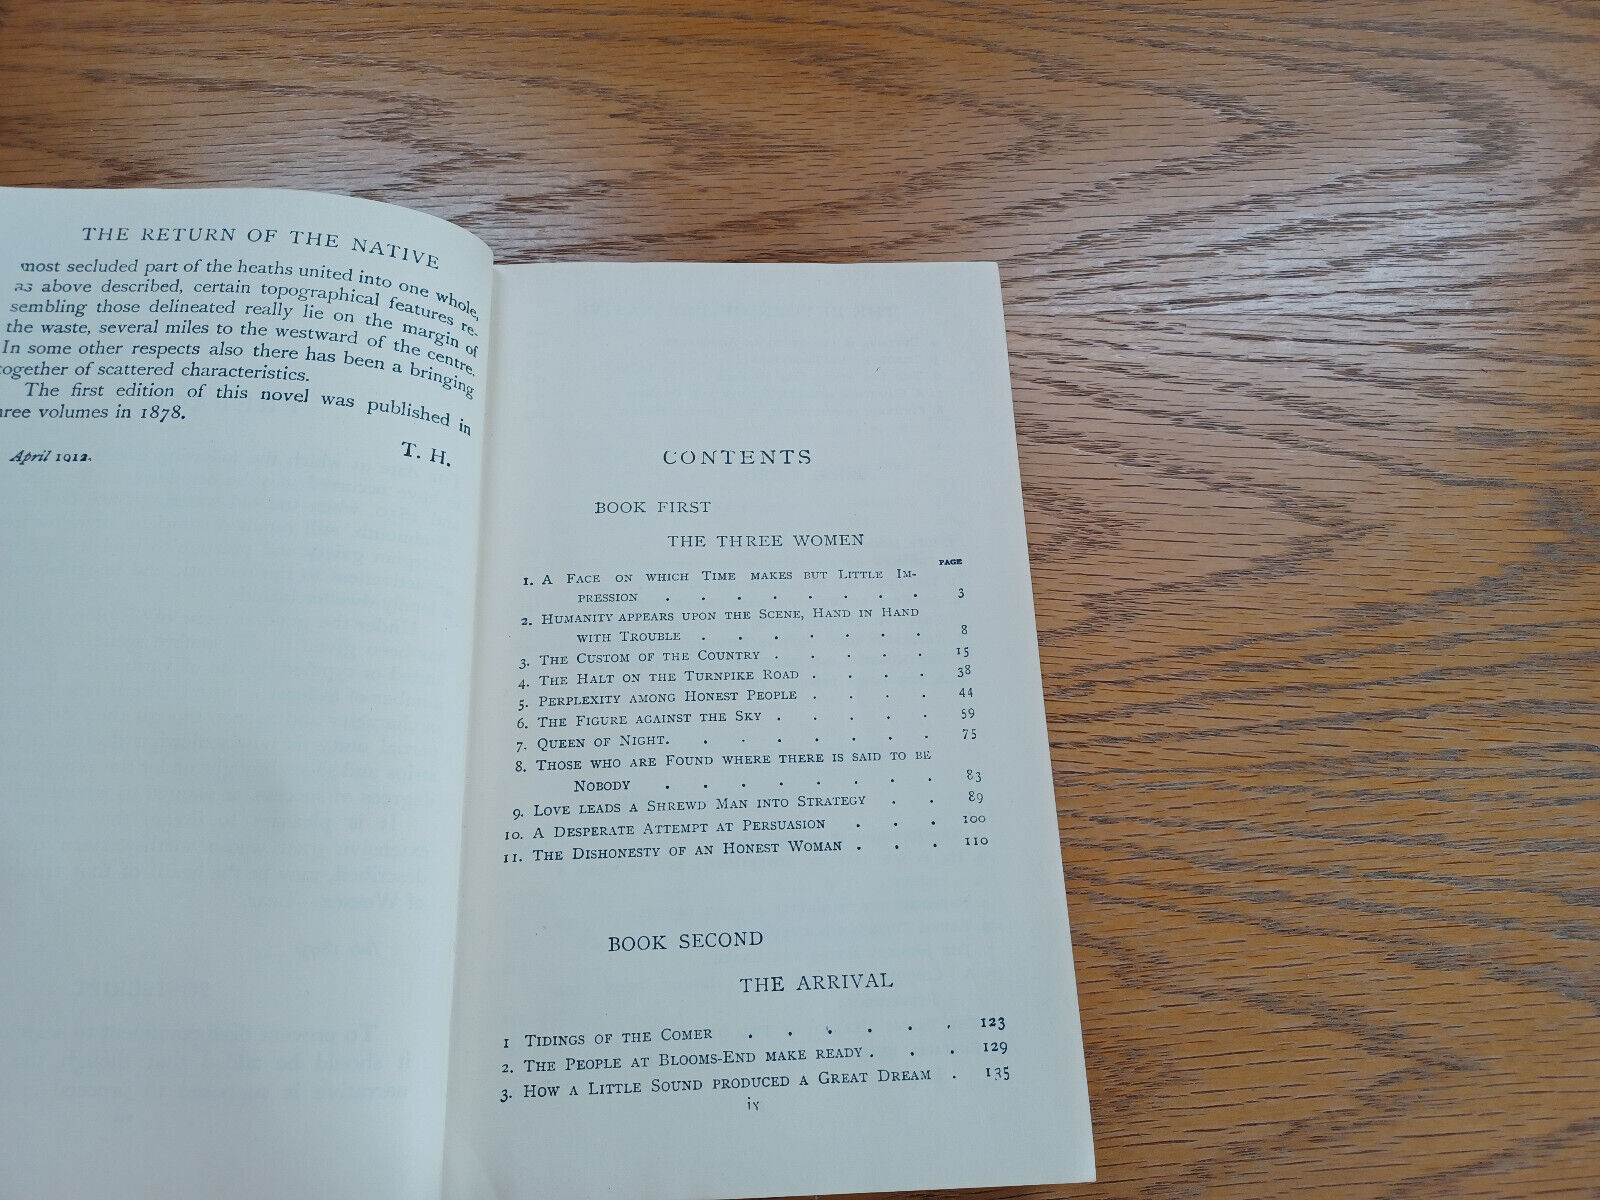 THE RETURN OF THE NATIVE
most secluded part of the heaths united into one whole,
as above described, certain topographical features re-
sembling those delineated really lie on the margin of
the waste, several miles to the westward of the centre.
In some other respects also there has been a bringing
together of scattered characteristics.
The first edition of this novel was published in
three volumes in 1878.
T. H.
April 1912.
CONTENTS
BOOK FIRST
THE THREE WOMEN
PAGE
1. A FACE ON WHICH TIME MAKES BUT LITTLE IM-
PRESSION . . . . . . . . 3
2. HUMANITY APPEARS UPON THE SCENE, HAND IN HAND
WITH TROUBLE . . . . . . . 8
3. THE CUSTOM OF THE COUNTRY . . . . . 15
4. THE HALT ON THE TURNPIKE ROAD . . . . 38
5. PERPLEXITY AMONG HONEST PEOPLE . . . . 44
6. THE FIGURE AGAINST THE SKY . . . . . 59
7. QUEEN OF NIGHT. . . . . . . . 75
8. THOSE WHO ARE FOUND WHERE THERE IS SAID TO BE
NOBODY . . . . . . . 83
9. LOVE LEADS A SHREWD MAN INTO STRATEGY . . 89
10. A DESPERATE ATTEMPT AT PERSUASION . . . 100
11. THE DISHONESTY OF AN HONEST WOMAN . . . 110
BOOK SECOND
THE ARRIVAL
1 TIDINGS OF THE COMER . . . . . . 123
2. THE PEOPLE AT BLOOMS-END MAKE READY . . . 129
3. HOW A LITTLE SOUND PRODUCED A GREAT DREAM . 135
ix